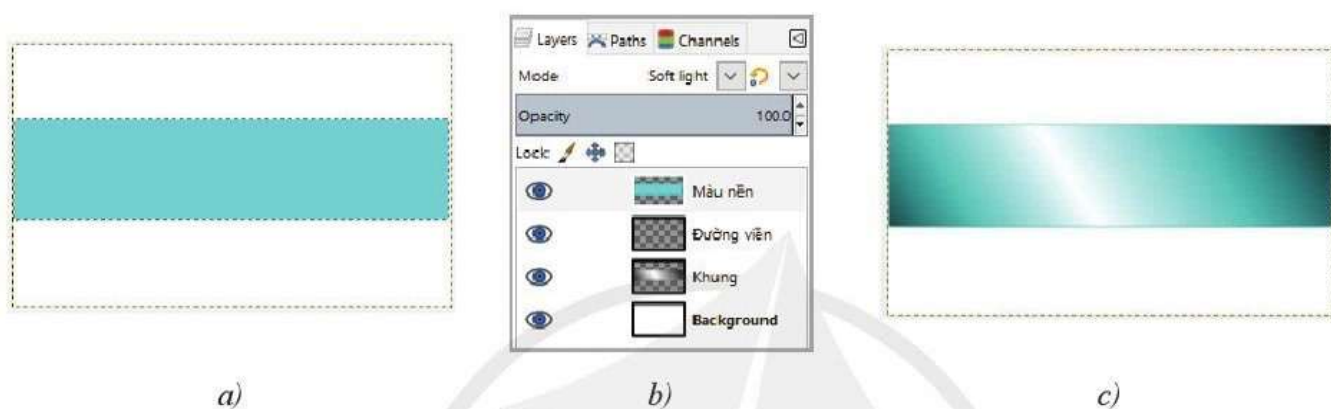 Layers Paths Channels
Mode Soft light
Opacity 100.0
Lock:
Màu nền
Đường viền
Khung
Background
a) b) c)